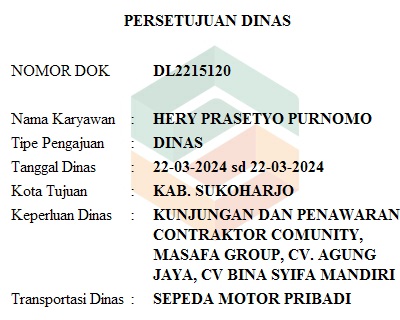 PERSETUJUAN DINAS
NOMOR DOK DL2215120
Nama Karyawan : HERY PRASETYO PURNOMO
Tipe Pengajuan : DINAS
Tanggal Dinas : 22-03-2024 sd 22-03-2024
Kota Tujuan : KAB. SUKOHARJO
Keperluan Dinas : KUNJUNGAN DAN PENAWARAN
CONTRAKTOR COMUNITY,
MASAFA GROUP, CV. AGUNG
JAYA, CV BINA SYIFA MANDIRI
Transportasi Dinas : SEPEDA MOTOR PRIBADI